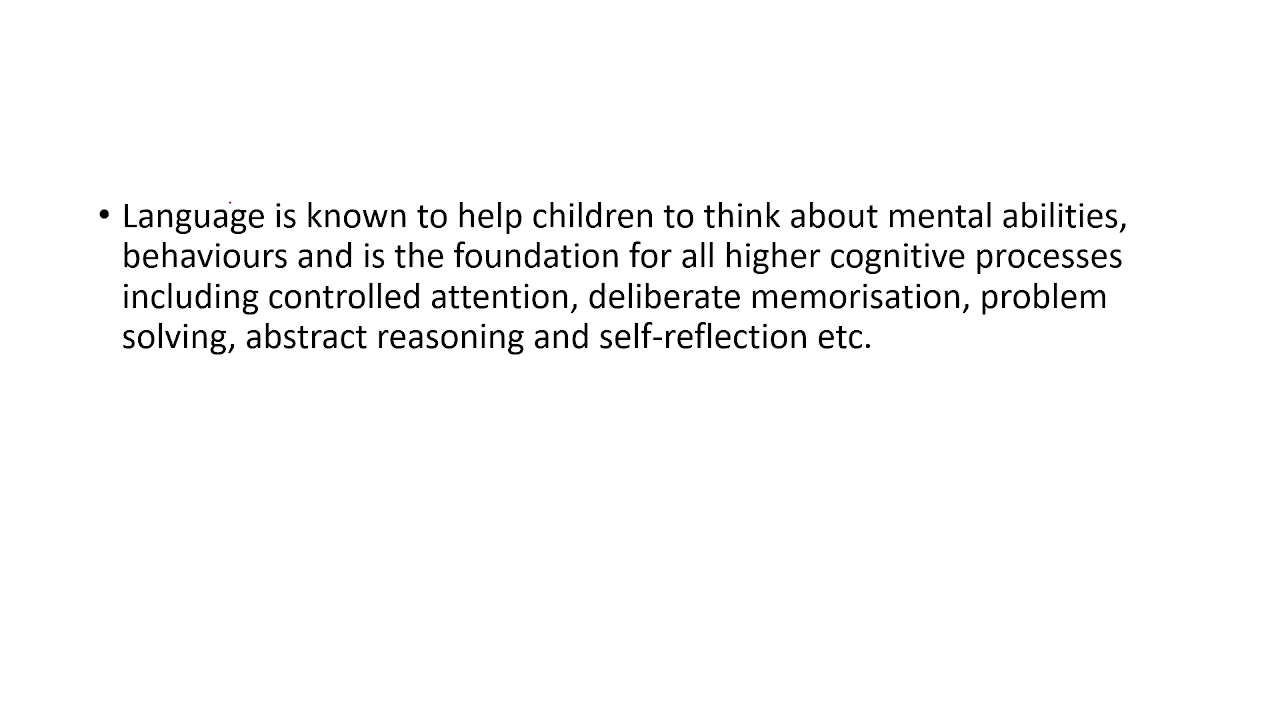 • Language is known to help children to think about mental abilities,
behaviours and is the foundation for all higher cognitive processes
including controlled attention, deliberate memorisation, problem
solving, abstract reasoning and self-reflection etc.